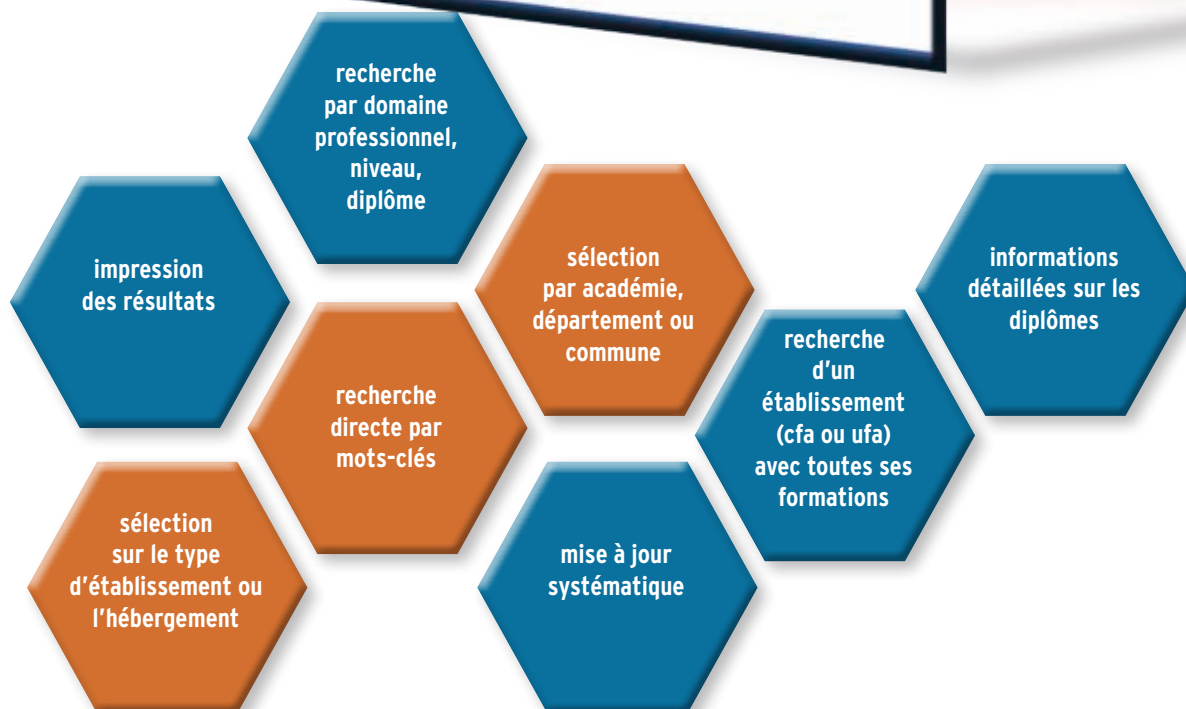 recherche
par domaine
professionnel,
niveau,
diplôme
impression
des résultats
sélection
par académie,
département ou
commune
informations
détaillées sur les
diplômes
recherche
directe par
mots-clés
recherche
d'un
établissement
(cfa ou ufa)
avec toutes ses
formations
sélection
sur le type
d'établissement ou
l'hébergement
mise à jour
systématique